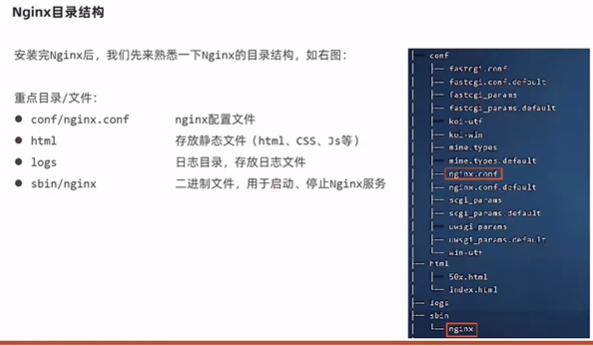 Nginx目录结构
安装完Nginx后，我们先来熟悉一下Nginx的目录结构，如右图：
重点目录/文件：
● conf/nginx.conf nginx配置文件
● html 存放静态文件（html、CSS、Js等）
● logs 日志目录，存放日志文件
● sbin/nginx 二进制文件，用于启动、停止Nginx服务
├── conf
│   ├── fastcgi.conf
│   ├── fastcgi.conf.default
│   ├── fastcgi_params
│   ├── fastcgi_params.default
│   ├── koi-utf
│   ├── koi-win
│   ├── mime.types
│   ├── mime.types.default
│   ├── nginx.conf
│   ├── nginx.conf.default
│   ├── scgi_params
│   ├── scgi_params.default
│   ├── uwsgi_params
│   ├── uwsgi_params.default
│   └── win-utf
├── html
│   ├── 50x.html
│   └── index.html
├── logs
├── sbin
│   └── nginx